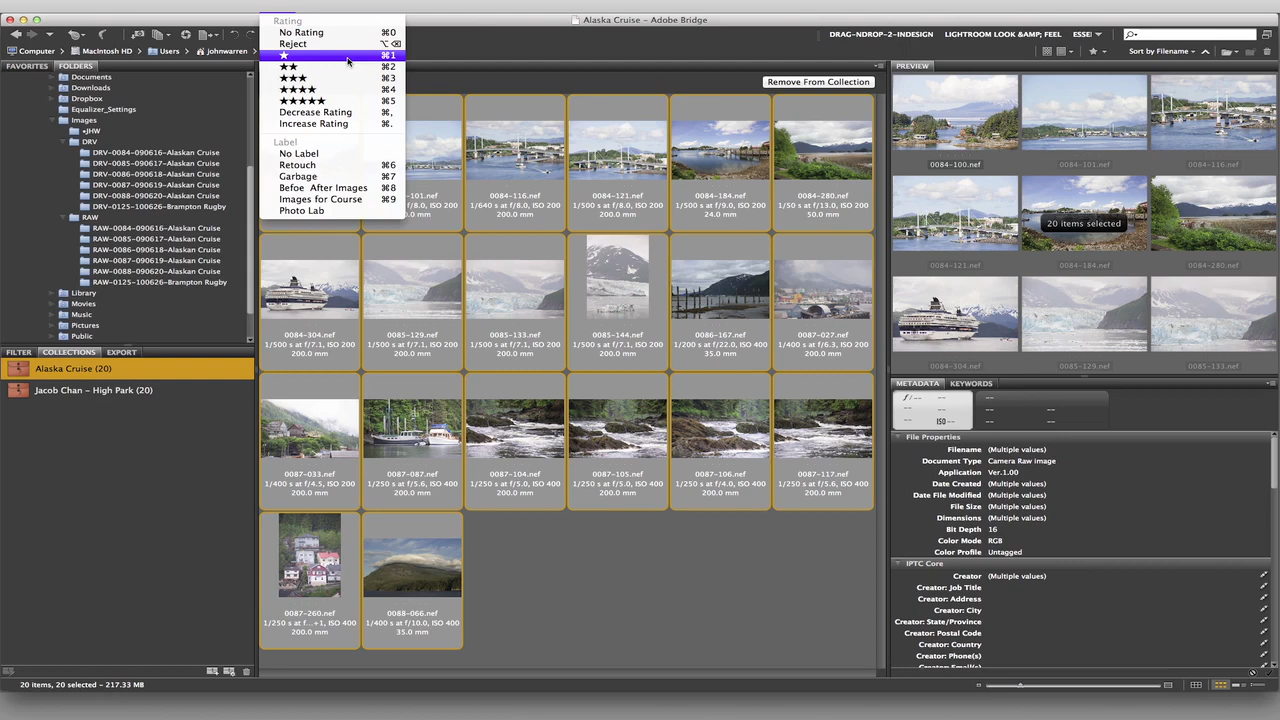 Alaska Cruise – Adobe Bridge
Computer
MacIntosh HD
Users
johnwarren
DRAG-NDROP-2-INDESIGN
LIGHTROOM LOOK &AMP; FEEL
ESSEI
Sort by Filename
Rating
No Rating ⌘0
Reject ⌥⌫
★ ⌘1
★★ ⌘2
★★★ ⌘3
★★★★ ⌘4
★★★★★ ⌘5
Decrease Rating ⌘,
Increase Rating ⌘.
Label
No Label
Retouch ⌘6
Garbage ⌘7
Befoe After Images ⌘8
Images for Course ⌘9
Photo Lab
FAVORITES FOLDERS
Documents
Downloads
Dropbox
Equalizer_Settings
Images
+JHW
DRV
DRV-0084-090616-Alaskan Cruise
DRV-0085-090617-Alaskan Cruise
DRV-0086-090618-Alaskan Cruise
DRV-0087-090619-Alaskan Cruise
DRV-0088-090620-Alaskan Cruise
DRV-0125-100626-Brampton Rugby
RAW
RAW-0084-090616-Alaskan Cruise
RAW-0085-090617-Alaskan Cruise
RAW-0086-090618-Alaskan Cruise
RAW-0087-090619-Alaskan Cruise
RAW-0088-090620-Alaskan Cruise
RAW-0125-100626-Brampton Rugby
Library
Movies
Music
Pictures
Public
FILTER COLLECTIONS EXPORT
Alaska Cruise (20)
Jacob Chan – High Park (20)
Remove From Collection
-101.nef
s at f/8.0, ISO 200
200.0 mm
0084-116.nef
1/640 s at f/8.0, ISO 200
200.0 mm
0084-121.nef
1/500 s at f/8.0, ISO 200
200.0 mm
0084-184.nef
1/500 s at f/8.0, ISO 200
24.0 mm
0084-280.nef
1/50 s at f/13.0, ISO 200
50.0 mm
0084-304.nef
1/500 s at f/7.1, ISO 200
200.0 mm
0085-129.nef
1/500 s at f/7.1, ISO 200
200.0 mm
0085-133.nef
1/500 s at f/7.1, ISO 200
200.0 mm
0085-144.nef
1/500 s at f/7.1, ISO 200
200.0 mm
0086-167.nef
1/200 s at f/22.0, ISO 400
35.0 mm
0087-027.nef
1/400 s at f/6.3, ISO 400
200.0 mm
0087-033.nef
1/400 s at f/4.5, ISO 400
200.0 mm
0087-087.nef
1/250 s at f/5.6, ISO 400
200.0 mm
0087-104.nef
1/250 s at f/5.0, ISO 400
200.0 mm
0087-105.nef
1/250 s at f/5.0, ISO 400
200.0 mm
0087-106.nef
1/250 s at f/4.0, ISO 400
200.0 mm
0087-117.nef
1/250 s at f/5.6, ISO 400
200.0 mm
0087-260.nef
1/250 s at f...+1, ISO 400
200.0 mm
0088-066.nef
1/400 s at f/10.0, ISO 400
35.0 mm
PREVIEW
0084-100.nef
0084-101.nef
0084-116.nef
20 items selected
0084-121.nef
0084-184.nef
0084-280.nef
0084-304.nef
0085-129.nef
0085-133.nef
METADATA KEYWORDS
f/-- --
-- --
-- ISO--
--
-- --
File Properties
Filename (Multiple values)
Document Type Camera Raw image
Application Ver.1.00
Date Created (Multiple values)
Date File Modified (Multiple values)
File Size (Multiple values)
Dimensions (Multiple values)
Bit Depth 16
Color Mode RGB
Color Profile Untagged
IPTC Core
Creator (Multiple values)
Creator: Job Title
Creator: Address
Creator: City
Creator: State/Province
Creator: Postal Code
Creator: Country
Creator: Phone(s)
Creator: Email(s)
20 items, 20 selected – 217.33 MB